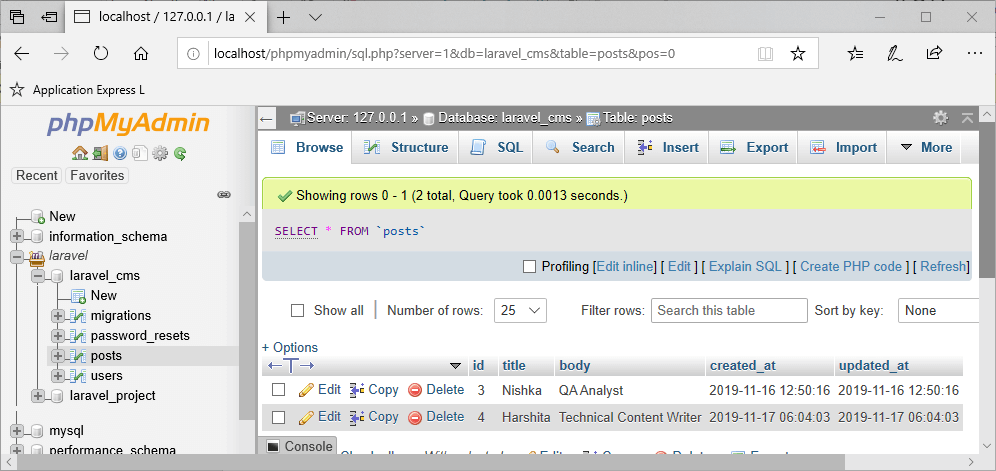 localhost / 127.0.0.1 / la
localhost/phpmyadmin/sql.php?server=1&db=laravel_cms&table=posts&pos=0
Application Express L
phpMyAdmin
Recent Favorites
New
information_schema
laravel
laravel_cms
New
migrations
password_resets
posts
users
laravel_project
mysql
performance_schema
Server: 127.0.0.1 » Database: laravel_cms » Table: posts
Browse Structure SQL Search Insert Export Import More
Showing rows 0 - 1 (2 total, Query took 0.0013 seconds.)
SELECT * FROM `posts`
Profiling [Edit inline] [ Edit ] [ Explain SQL ] [ Create PHP code ] [ Refresh]
Show all | Number of rows: 25 Filter rows: Search this table Sort by key: None
+ Options
←T→ id title body created_at updated_at
Edit Copy Delete 3 Nishka QA Analyst 2019-11-16 12:50:16 2019-11-16 12:50:16
Edit Copy Delete 4 Harshita Technical Content Writer 2019-11-17 06:04:03 2019-11-17 06:04:03
Console